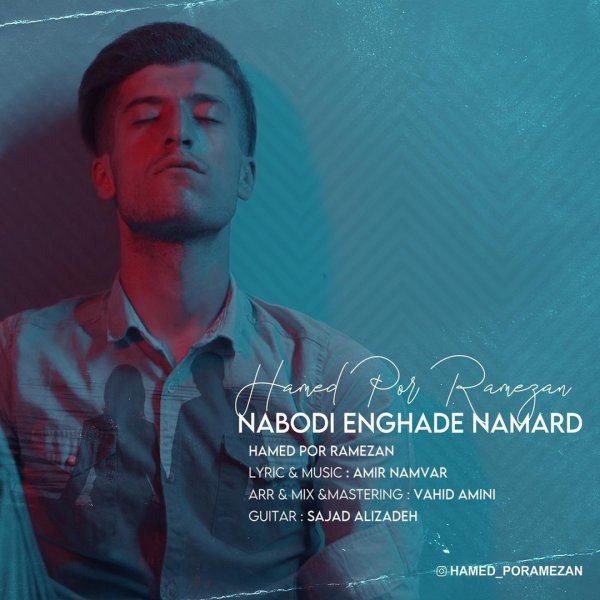 Hamed Por Ramezan
NABODI ENGHADE NAMARD
HAMED POR RAMEZAN
LYRIC & MUSIC : AMIR NAMVAR
ARR & MIX &MASTERING : VAHID AMINI
GUITAR : SAJAD ALIZADEH
HAMED_PORAMEZAN